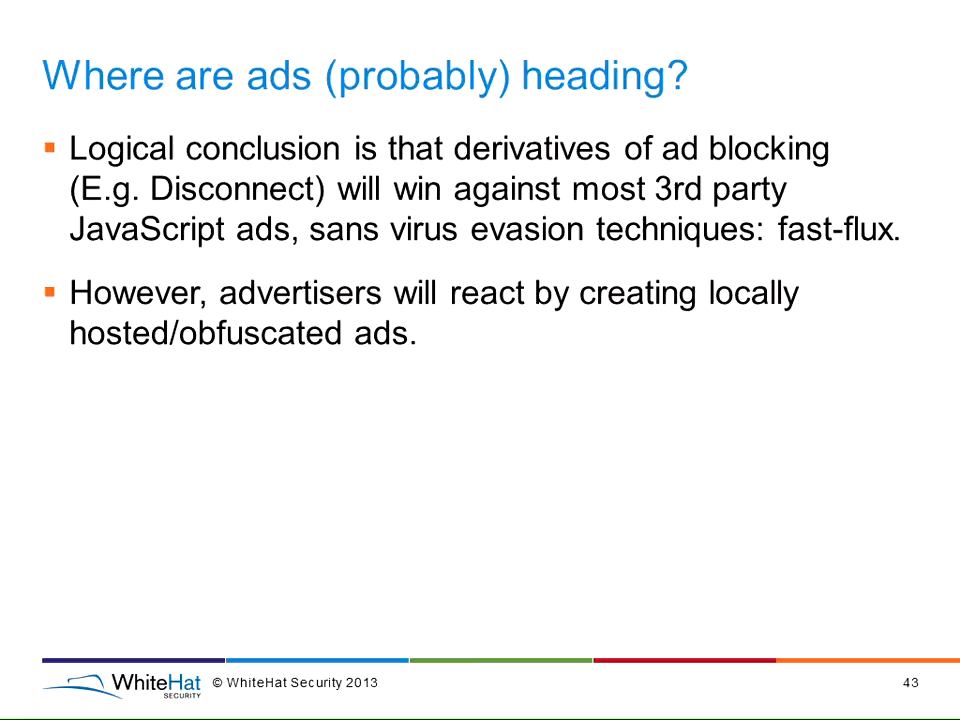 Where are ads (probably) heading?
Logical conclusion is that derivatives of ad blocking
(E.g. Disconnect) will win against most 3rd party
JavaScript ads, sans virus evasion techniques: fast-flux.
However, advertisers will react by creating locally
hosted/obfuscated ads.
WhiteHat
SECURITY
© WhiteHat Security 2013
43